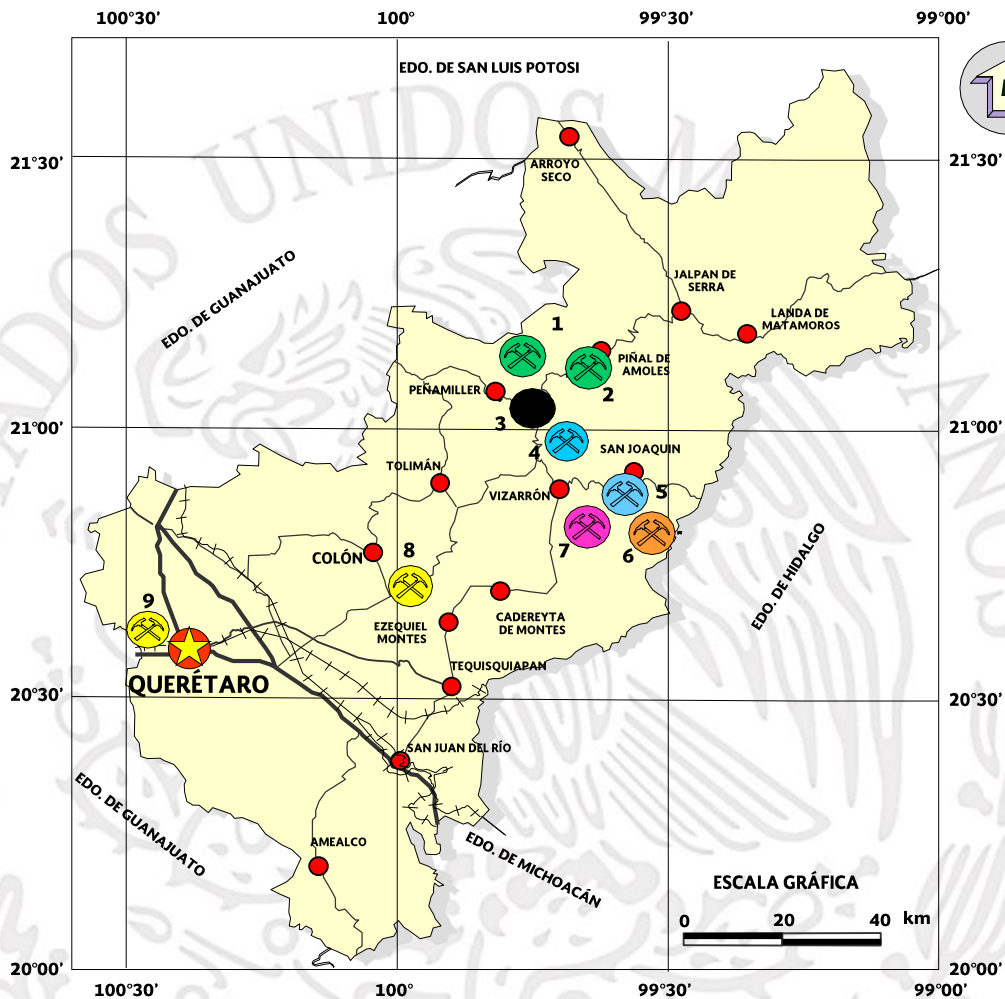 100°30’
100°
99°30’
99°00’
EDO. DE SAN LUIS POTOSI
UNIDOS
21°30’
21°30’
ARROYO
SECO
EDO. DE GUANAJUATO
JALPAN DE
SERRA
LANDA DE
MATAMOROS
1
PIÑAL DE
AMOLES
PEÑAMILLER
2
3
21°00’
21°00’
4
SAN JOAQUIN
TOLIMÁN
VIZARRÓN
5
COLÓN
8
7
6
EDO. DE HIDALGO
9
EZEQUIEL
MONTES
CADEREYTA
DE MONTES
TEQUISQUIAPAN
QUERÉTARO
20°30’
20°30’
SAN JUAN DEL RÍO
EDO. DE GUANAJUATO
AMEALCO
EDO. DE MICHOACÁN
ESCALA GRÁFICA
0 20 40 km
20°00’
20°00’
100°30’
100°
99°30’
99°00’